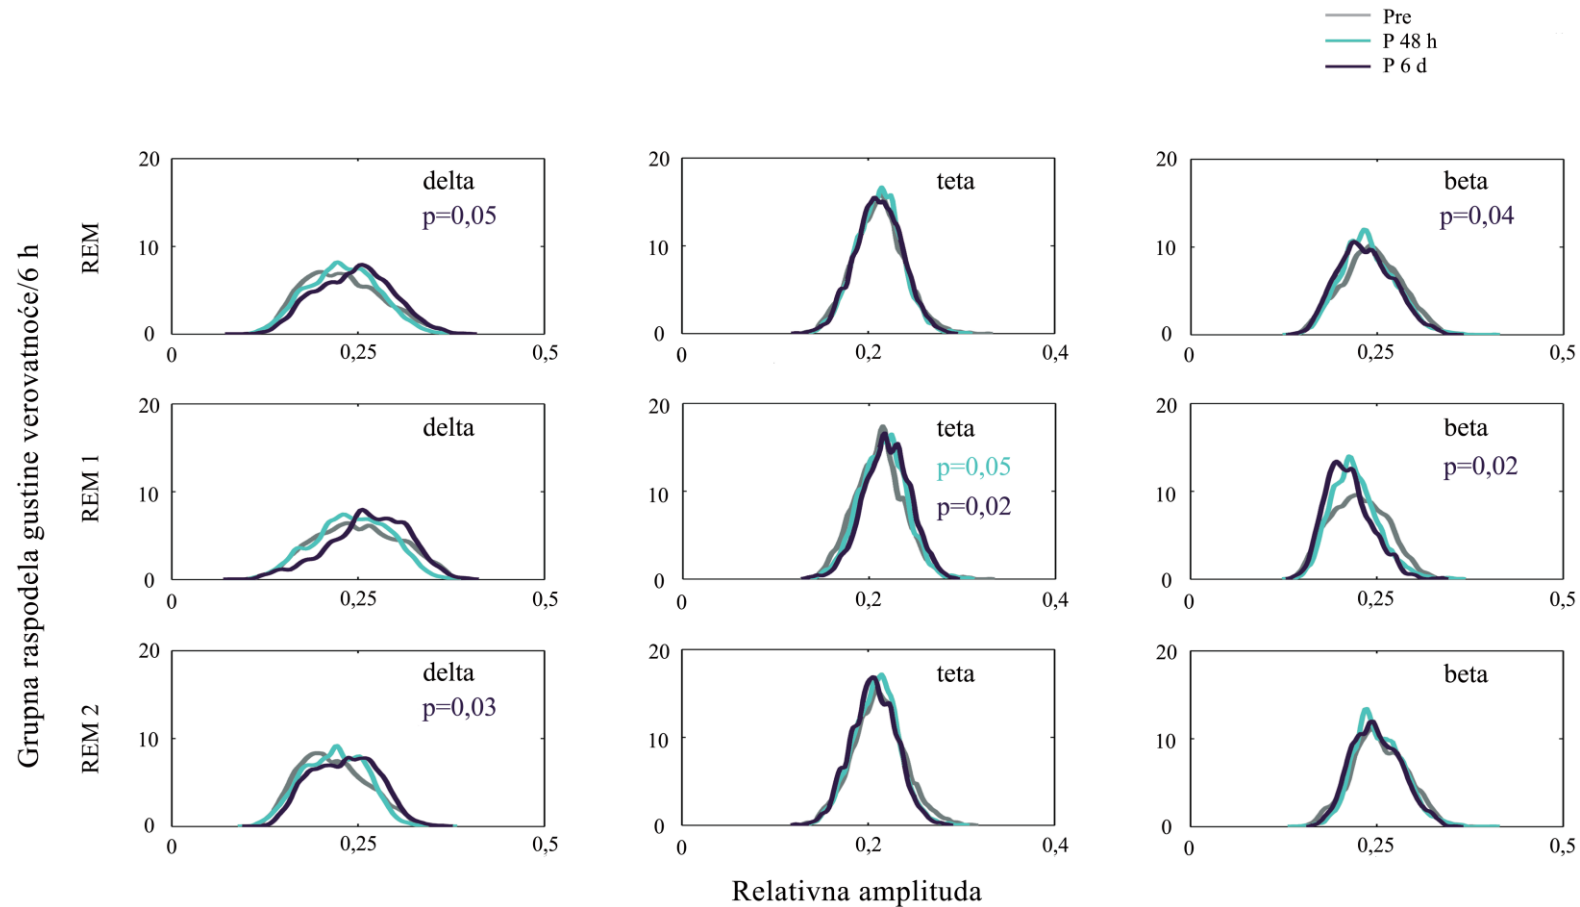 Pre
P 48 h
P 6 d
Grupna raspodela gustine verovatnoće/6 h
REM
20
10
0
delta
p=0,05
0
0,25
0,5
20
10
0
teta
0
0,2
0,4
20
10
0
beta
p=0,04
0
0,25
0,5
REM 1
20
10
0
delta
0
0,25
0,5
20
10
0
teta
p=0,05
p=0,02
0
0,2
0,4
20
10
0
beta
p=0,02
0
0,25
0,5
REM 2
20
10
0
delta
p=0,03
0
0,25
0,5
20
10
0
teta
0
0,2
0,4
20
10
0
beta
0
0,25
0,5
Relativna amplituda